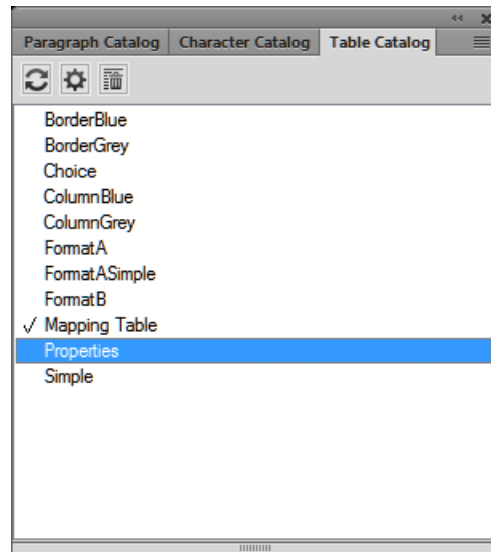 Paragraph Catalog Character Catalog Table Catalog
BorderBlue
BorderGrey
Choice
ColumnBlue
ColumnGrey
FormatA
FormatASimple
FormatB
✓ Mapping Table
Properties
Simple